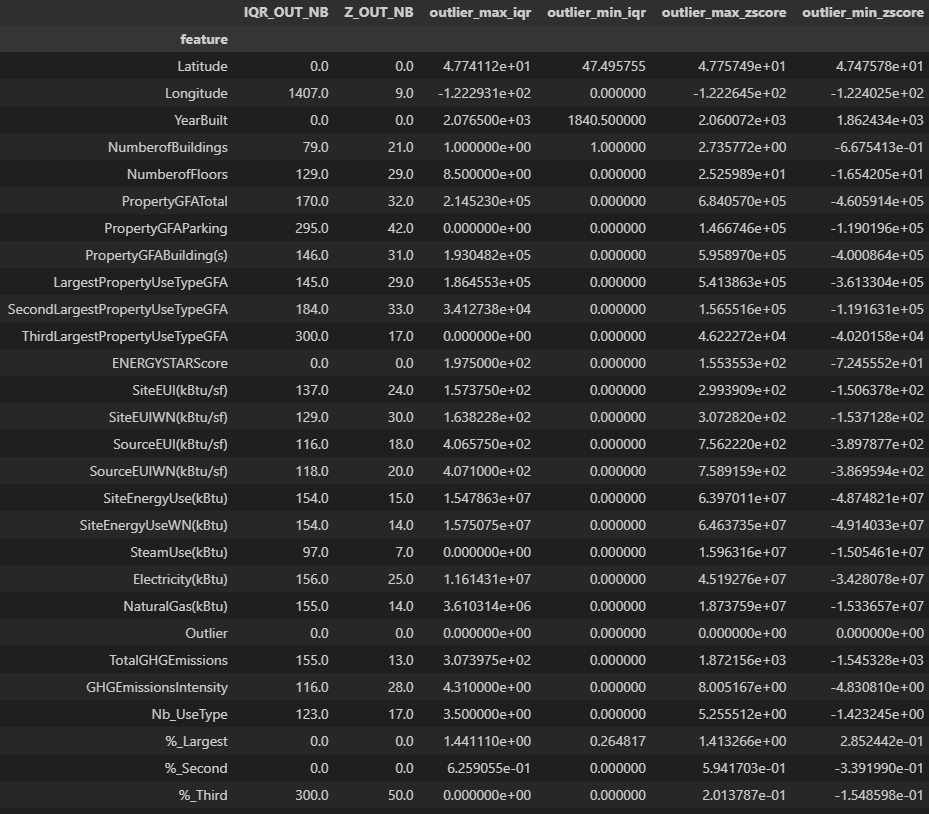 IQR_OUT_NB Z_OUT_NB outlier_max_iqr outlier_min_iqr outlier_max_zscore outlier_min_zscore
feature
Latitude 0.0 0.0 4.774112e+01 47.495755 4.775749e+01 4.747578e+01
Longitude 1407.0 9.0 -1.222931e+02 0.000000 -1.222645e+02 -1.224025e+02
YearBuilt 0.0 0.0 2.076500e+03 1840.500000 2.060072e+03 1.862434e+03
NumberofBuildings 79.0 21.0 1.000000e+00 1.000000 2.735772e+00 -6.675413e-01
NumberofFloors 129.0 29.0 8.500000e+00 0.000000 2.525989e+01 -1.654205e+01
PropertyGFATotal 170.0 32.0 2.145230e+05 0.000000 6.840570e+05 -4.605914e+05
PropertyGFAParking 295.0 42.0 0.000000e+00 0.000000 1.466746e+05 -1.190196e+05
PropertyGFABuilding(s) 146.0 31.0 1.930482e+05 0.000000 5.958970e+05 -4.000864e+05
LargestPropertyUseTypeGFA 145.0 29.0 1.864553e+05 0.000000 5.413863e+05 -3.613304e+05
SecondLargestPropertyUseTypeGFA 184.0 33.0 3.412738e+04 0.000000 1.565516e+05 -1.191631e+05
ThirdLargestPropertyUseTypeGFA 300.0 17.0 0.000000e+00 0.000000 4.622272e+04 -4.020158e+04
ENERGYSTARScore 0.0 0.0 1.975000e+02 0.000000 1.553553e+02 -7.245552e+01
SiteEUI(kBtu/sf) 137.0 24.0 1.573750e+02 0.000000 2.993909e+02 -1.506378e+02
SiteEUIWN(kBtu/sf) 129.0 30.0 1.638228e+02 0.000000 3.072820e+02 -1.537128e+02
SourceEUI(kBtu/sf) 116.0 18.0 4.065750e+02 0.000000 7.562220e+02 -3.897877e+02
SourceEUIWN(kBtu/sf) 118.0 20.0 4.071000e+02 0.000000 7.589159e+02 -3.869594e+02
SiteEnergyUse(kBtu) 154.0 15.0 1.547863e+07 0.000000 6.397011e+07 -4.874821e+07
SiteEnergyUseWN(kBtu) 154.0 14.0 1.575075e+07 0.000000 6.463735e+07 -4.914033e+07
SteamUse(kBtu) 97.0 7.0 0.000000e+00 0.000000 1.596316e+07 -1.505461e+07
Electricity(kBtu) 156.0 25.0 1.161431e+07 0.000000 4.519276e+07 -3.428078e+07
NaturalGas(kBtu) 155.0 14.0 3.610314e+06 0.000000 1.873759e+07 -1.533657e+07
Outlier 0.0 0.0 0.000000e+00 0.000000 0.000000e+00 0.000000e+00
TotalGHGEmissions 155.0 13.0 3.073975e+02 0.000000 1.872156e+03 -1.545328e+03
GHGEmissionsIntensity 116.0 28.0 4.310000e+00 0.000000 8.005167e+00 -4.830810e+00
Nb_UseType 123.0 17.0 3.500000e+00 0.000000 5.255512e+00 -1.423245e+00
%_Largest 0.0 0.0 1.441110e+00 0.264817 1.413266e+00 2.852442e-01
%_Second 0.0 0.0 6.259055e-01 0.000000 5.941703e-01 -3.391990e-01
%_Third 300.0 50.0 0.000000e+00 0.000000 2.013787e-01 -1.548598e-01